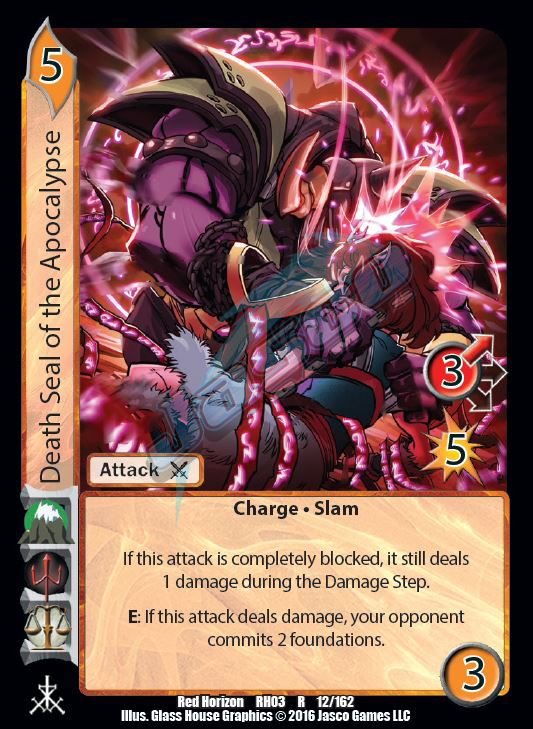 5
Death Seal of the Apocalypse
3
5
Attack
Charge • Slam
If this attack is completely blocked, it still deals
1 damage during the Damage Step.
E: If this attack deals damage, your opponent
commits 2 foundations.
3
Red Horizon RH03 R 12/162
Illus. Glass House Graphics © 2016 Jasco Games LLC